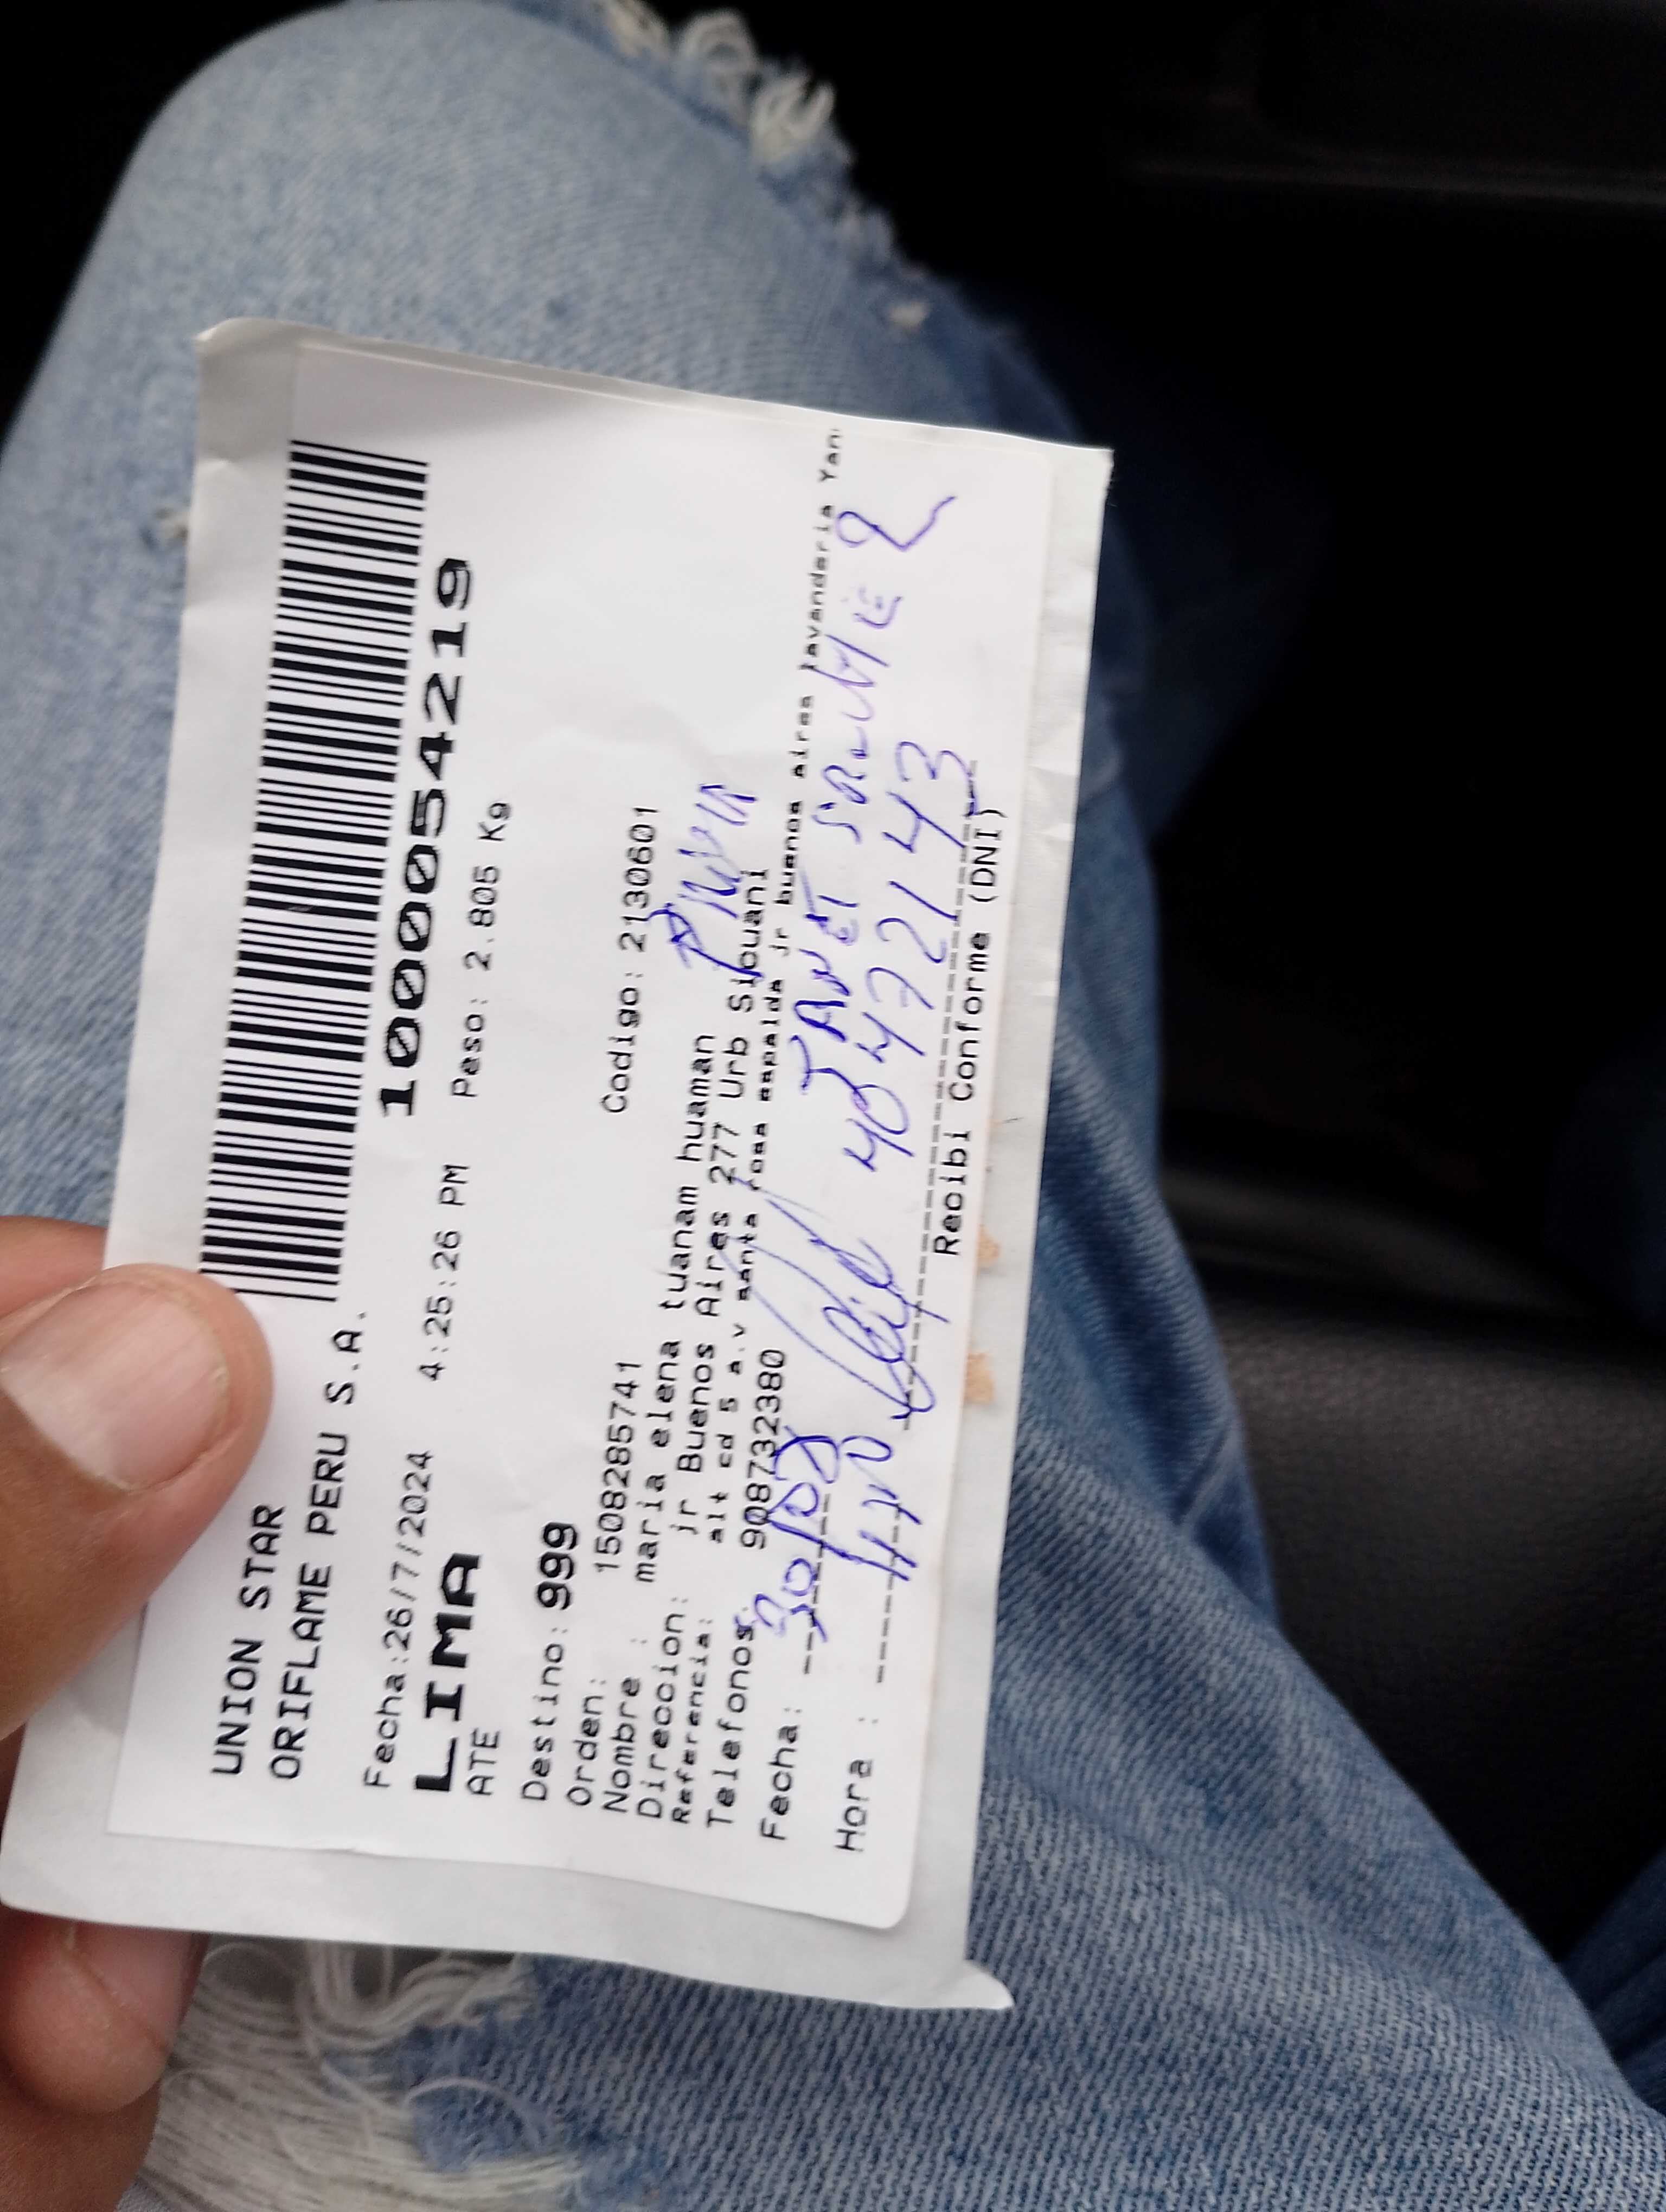 UNION STAR
ORIFLAME PERU S.A.
1000054219
Fecha:26/7/2024 4:25:26 PM Peso: 2.805 Kg
LIMA
ATE
Destino: 999
Orden: 1508285741 Codigo: 2130601
Nombre : maria elena tuanam huaman
Direccion: jr Buenos Aires 277 Urb Sipuani
Referencia: alt cd 5 a.v santa rosa espalda jr buenos aires lavanderia Yan
Telefonos: 908732380
JANET
Fecha: 30/07
40472143
Hora :
Recibi Conforme (DNI)